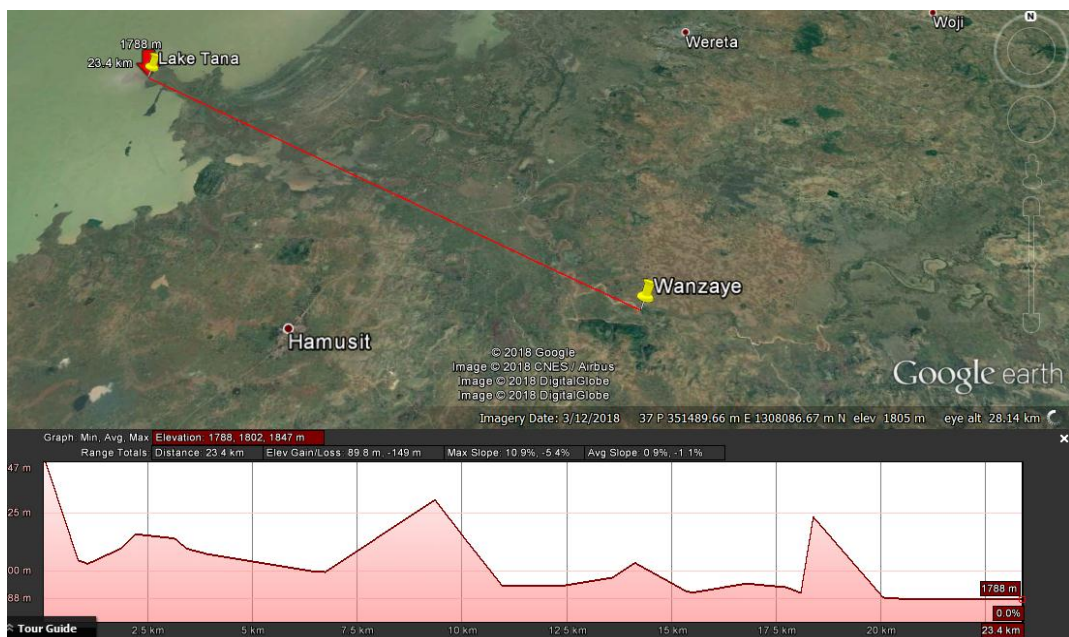 Woji
N
Wereta
1788 m
Lake Tana
23.4 km
Wanzaye
Hamusit
© 2018 Google
Image © 2018 CNES / Airbus
Image © 2018 DigitalGlobe
Image © 2018 DigitalGlobe
Google earth
Imagery Date: 3/12/2018 37 P 351489.66 m E 1308086.67 m N elev 1805 m eye alt 28.14 km
Graph: Min, Avg, Max Elevation: 1788, 1802, 1847 m
Range Totals: Distance: 23.4 km Elev Gain/Loss: 89.8 m, -149 m Max Slope: 10.9%, -5.4% Avg Slope: 0.9%, -1.1%
47 m
25 m
00 m
88 m
1788 m
0.0%
Tour Guide 2.5 km 5 km 7.5 km 10 km 12.5 km 15 km 17.5 km 20 km 23.4 km